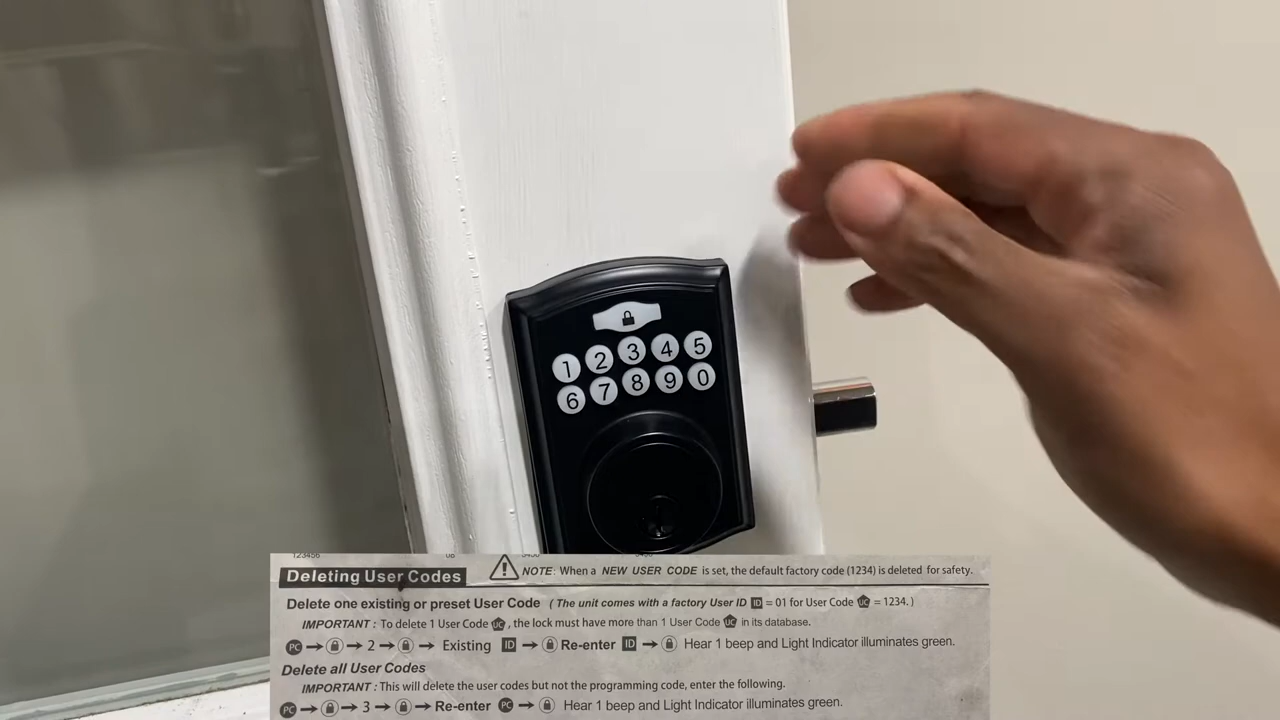 1 2 3 4 5
6 7 8 9 0
123456
Deleting User Codes
NOTE: When a NEW USER CODE is set, the default factory code (1234) is deleted for safety.
Delete one existing or preset User Code ( The unit comes with a factory User ID ID = 01 for User Code UC = 1234. )
IMPORTANT : To delete 1 User Code UC , the lock must have more than 1 User Code UC in its database.
PC → → 2 → → Existing ID → Re-enter ID → Hear 1 beep and Light Indicator illuminates green.
Delete all User Codes
IMPORTANT : This will delete the user codes but not the programming code, enter the following.
PC → → 3 → → Re-enter PC → Hear 1 beep and Light Indicator illuminates green.